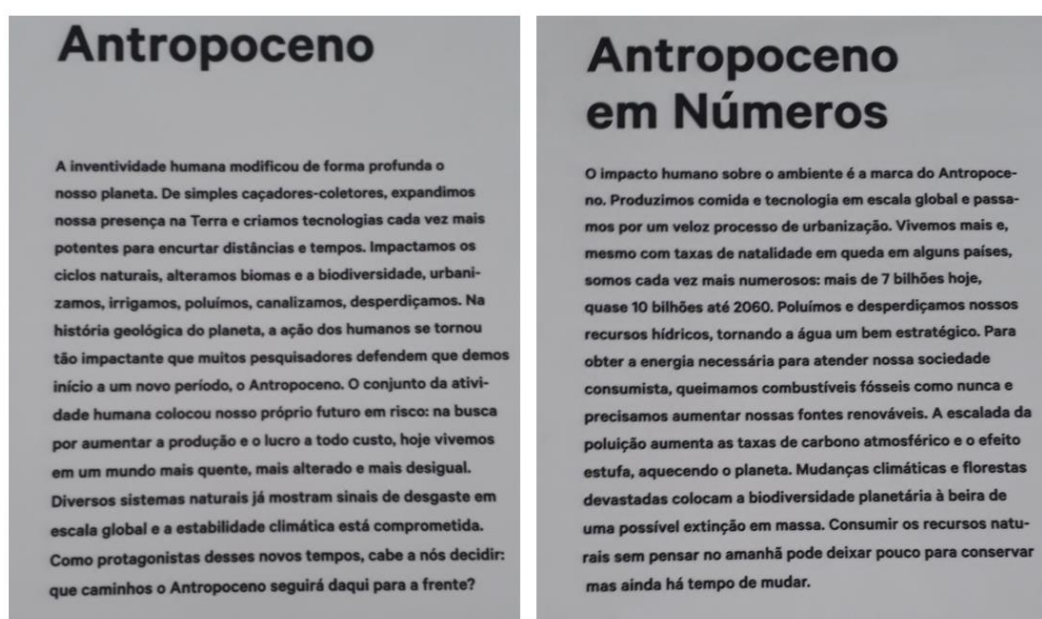 Antropoceno
A inventividade humana modificou de forma profunda o
nosso planeta. De simples caçadores-coletores, expandimos
nossa presença na Terra e criamos tecnologias cada vez mais
potentes para encurtar distâncias e tempos. Impactamos os
ciclos naturais, alteramos biomas e a biodiversidade, urbani-
zamos, irrigamos, poluímos, canalizamos, desperdiçamos. Na
história geológica do planeta, a ação dos humanos se tornou
tão impactante que muitos pesquisadores defendem que demos
início a um novo período, o Antropoceno. O conjunto da ativi-
dade humana colocou nosso próprio futuro em risco: na busca
por aumentar a produção e o lucro a todo custo, hoje vivemos
em um mundo mais quente, mais alterado e mais desigual.
Diversos sistemas naturais já mostram sinais de desgaste em
escala global e a estabilidade climática está comprometida.
Como protagonistas desses novos tempos, cabe a nós decidir:
que caminhos o Antropoceno seguirá daqui para a frente?
Antropoceno
em Números
O impacto humano sobre o ambiente é a marca do Antropoce-
no. Produzimos comida e tecnologia em escala global e passa-
mos por um veloz processo de urbanização. Vivemos mais e,
mesmo com taxas de natalidade em queda em alguns países,
somos cada vez mais numerosos: mais de 7 bilhões hoje,
quase 10 bilhões até 2060. Poluímos e desperdiçamos nossos
recursos hídricos, tornando a água um bem estratégico. Para
obter a energia necessária para atender nossa sociedade
consumista, queimamos combustíveis fósseis como nunca e
precisamos aumentar nossas fontes renováveis. A escalada da
poluição aumenta as taxas de carbono atmosférico e o efeito
estufa, aquecendo o planeta. Mudanças climáticas e florestas
devastadas colocam a biodiversidade planetária à beira de
uma possível extinção em massa. Consumir os recursos natu-
rais sem pensar no amanhã pode deixar pouco para conservar
mas ainda há tempo de mudar.